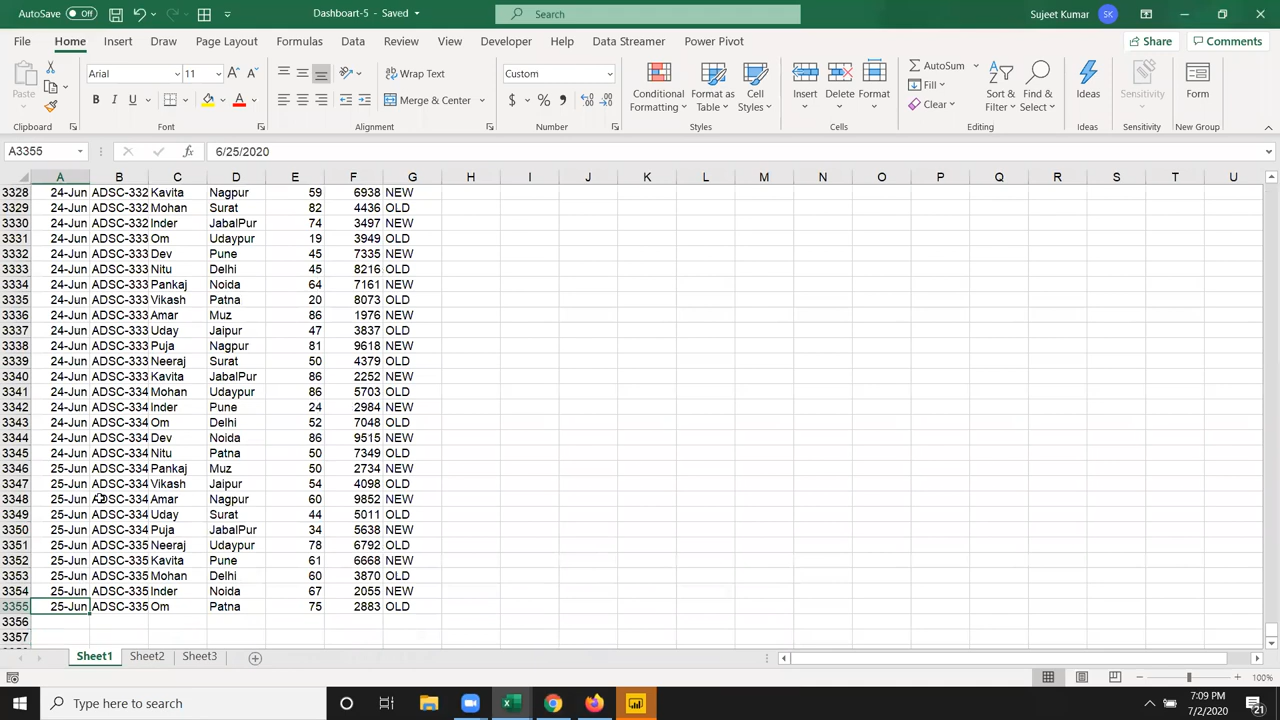 AutoSave Off Dashboart-5 - Saved Search Sujeet Kumar SK
File Home Insert Draw Page Layout Formulas Data Review View Developer Help Data Streamer Power Pivot Share Comments
Paste Arial 11 Wrap Text Custom Conditional Formatting Format as Table Cell Styles Insert Delete Format AutoSum Fill Clear Sort & Filter Find & Select Ideas Sensitivity Form
B I U A Merge & Center $ %
Clipboard Font Alignment Number Styles Cells Editing Ideas Sensitivity New Group
A3355 fx 6/25/2020
A B C D E F G H I J K L M N O P Q R S T U
3328 24-Jun ADSC-332 Kavita Nagpur 59 6938 NEW
3329 24-Jun ADSC-332 Mohan Surat 82 4436 OLD
3330 24-Jun ADSC-332 Inder JabalPur 74 3497 NEW
3331 24-Jun ADSC-333 Om Udaypur 19 3949 OLD
3332 24-Jun ADSC-333 Dev Pune 45 7335 NEW
3333 24-Jun ADSC-333 Nitu Delhi 45 8216 OLD
3334 24-Jun ADSC-333 Pankaj Noida 64 7161 NEW
3335 24-Jun ADSC-333 Vikash Patna 20 8073 OLD
3336 24-Jun ADSC-333 Amar Muz 86 1976 NEW
3337 24-Jun ADSC-333 Uday Jaipur 47 3837 OLD
3338 24-Jun ADSC-333 Puja Nagpur 81 9618 NEW
3339 24-Jun ADSC-333 Neeraj Surat 50 4379 OLD
3340 24-Jun ADSC-333 Kavita JabalPur 86 2252 NEW
3341 24-Jun ADSC-334 Mohan Udaypur 86 5703 OLD
3342 24-Jun ADSC-334 Inder Pune 24 2984 NEW
3343 24-Jun ADSC-334 Om Delhi 52 7048 OLD
3344 24-Jun ADSC-334 Dev Noida 86 9515 NEW
3345 24-Jun ADSC-334 Nitu Patna 50 7349 OLD
3346 25-Jun ADSC-334 Pankaj Muz 50 2734 NEW
3347 25-Jun ADSC-334 Vikash Jaipur 54 4098 OLD
3348 25-Jun ADSC-334 Amar Nagpur 60 9852 NEW
3349 25-Jun ADSC-334 Uday Surat 44 5011 OLD
3350 25-Jun ADSC-334 Puja JabalPur 34 5638 NEW
3351 25-Jun ADSC-335 Neeraj Udaypur 78 6792 OLD
3352 25-Jun ADSC-335 Kavita Pune 61 6668 NEW
3353 25-Jun ADSC-335 Mohan Delhi 60 3870 OLD
3354 25-Jun ADSC-335 Inder Noida 67 2055 NEW
3355 25-Jun ADSC-335 Om Patna 75 2883 OLD
3356
3357
Sheet1 Sheet2 Sheet3
100%
Type here to search 7:09 PM
7/2/2020 21